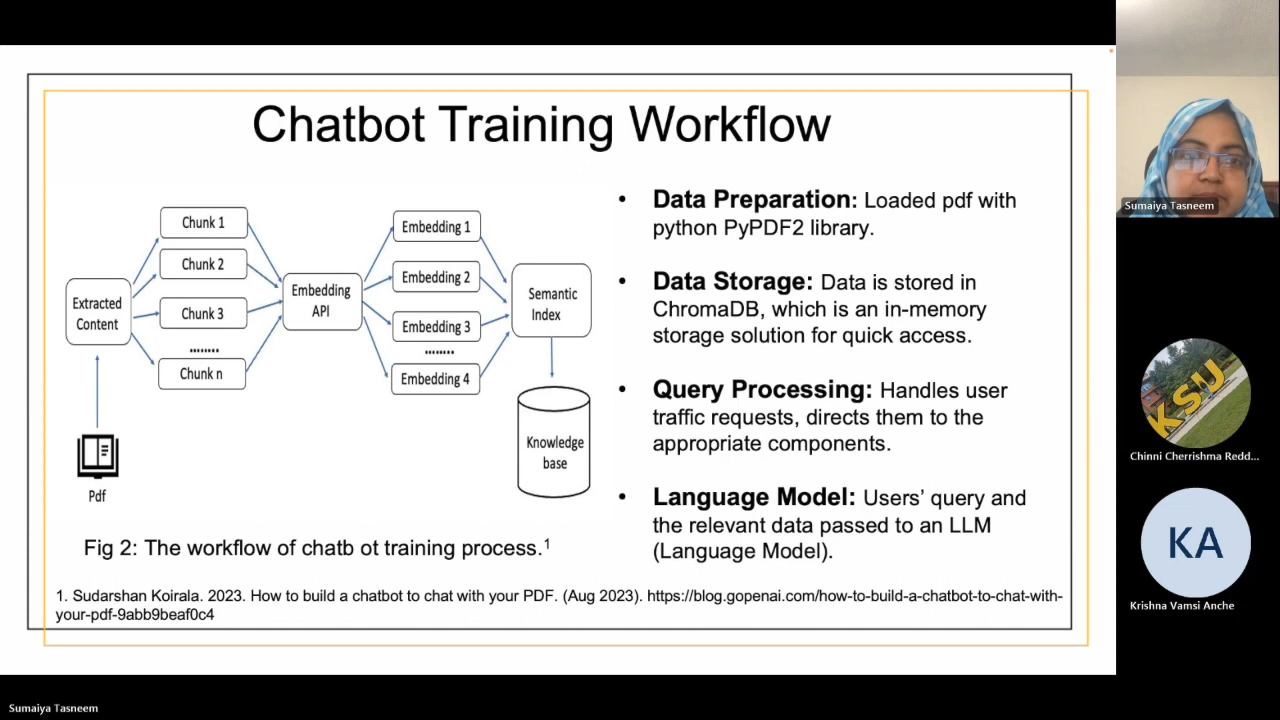 Chatbot Training Workflow
Chunk 1
Chunk 2
Chunk 3
........
Chunk n
Extracted
Content
Embedding
API
Embedding 1
Embedding 2
Embedding 3
........
Embedding 4
Semantic
Index
Knowledge
base
Pdf
Fig 2: The workflow of chatb ot training process.1
• Data Preparation: Loaded pdf with
python PyPDF2 library.
• Data Storage: Data is stored in
ChromaDB, which is an in-memory
storage solution for quick access.
• Query Processing: Handles user
traffic requests, directs them to the
appropriate components.
• Language Model: Users’ query and
the relevant data passed to an LLM
(Language Model).
1. Sudarshan Koirala. 2023. How to build a chatbot to chat with your PDF. (Aug 2023). https://blog.gopenai.com/how-to-build-a-chatbot-to-chat-with-
your-pdf-9abb9beaf0c4
Sumaiya Tasneem
KSU
Chinni Cherrishma Redd...
KA
Krishna Vamsi Anche
Sumaiya Tasneem